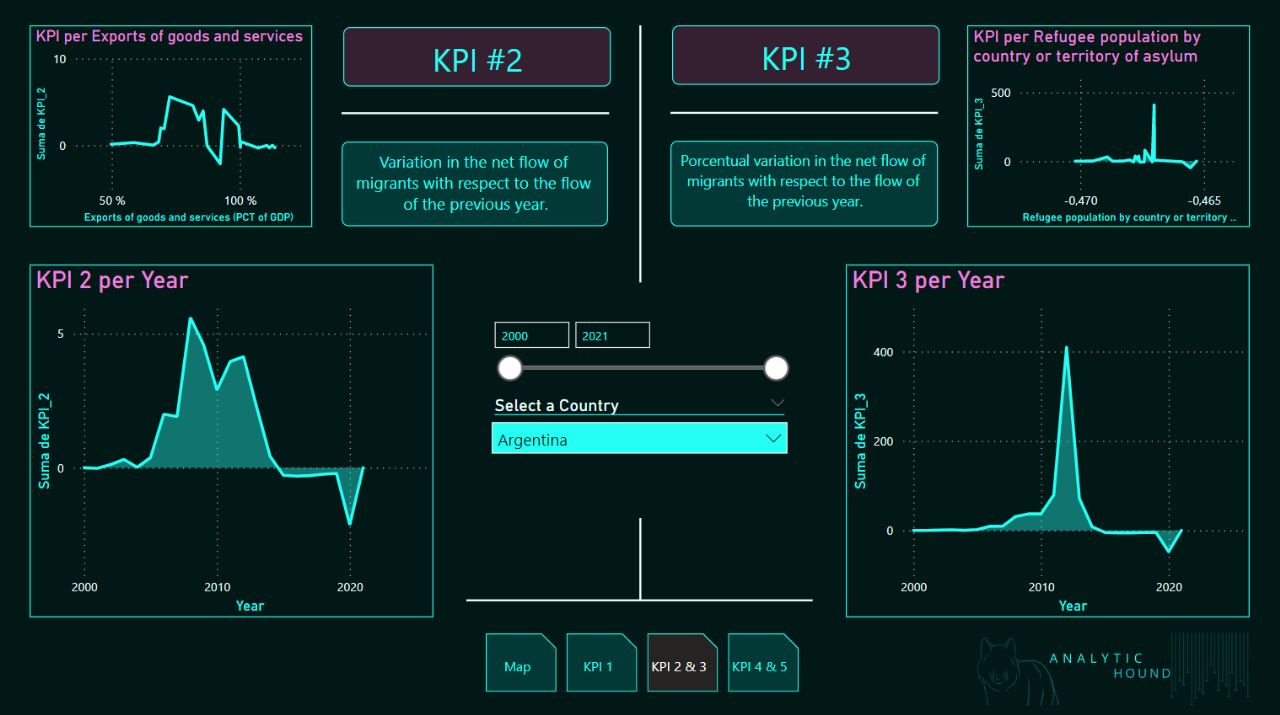 KPI per Exports of goods and services
10
0
Suma de KPI_2
50 %
100 %
Exports of goods and services (PCT of GDP)
KPI #2
Variation in the net flow of
migrants with respect to the flow
of the previous year.
KPI #3
Porcentual variation in the net flow of
migrants with respect to the flow of
the previous year.
KPI per Refugee population by
country or territory of asylum
500
0
Suma de KPI_3
-0,470
-0,465
Refugee population by country or territory ...
KPI 2 per Year
5
0
Suma de KPI_2
2000
2010
2020
Year
2000
2021
Select a Country
Argentina
KPI 3 per Year
400
200
0
Suma de KPI_3
2000
2010
2020
Year
Map
KPI 1
KPI 2 & 3
KPI 4 & 5
ANALYTIC
HOUND